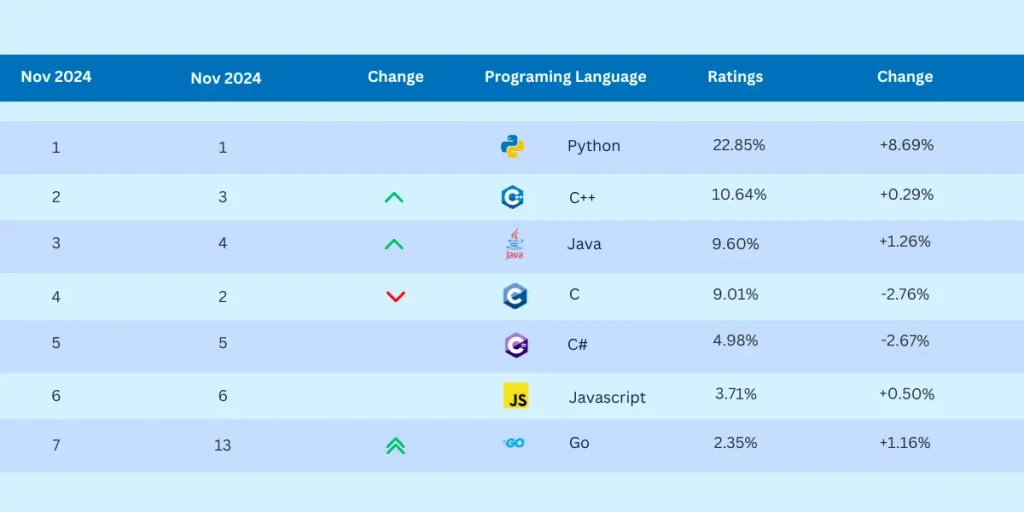 Nov 2024 Nov 2024 Change Programing Language Ratings Change
1 1 Python 22.85% +8.69%
2 3 C C++ 10.64% +0.29%
3 4 Java Java 9.60% +1.26%
4 2 C C 9.01% -2.76%
5 5 C C# 4.98% -2.67%
6 6 JS Javascript 3.71% +0.50%
7 13 GO Go 2.35% +1.16%